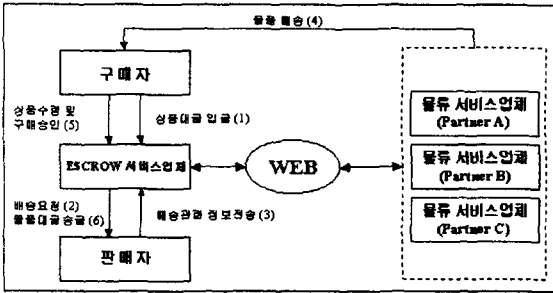 물품 배송 (4)
구매자
상품수령 및
구매승인 (5)
상품대금 입금 (1)
ESCROW 서비스업체
WEB
배송요청 (2)
물품대금송금 (6)
배송관련 정보전송 (3)
판매자
물류 서비스업체
(Partner A)
물류 서비스업체
(Partner B)
물류 서비스업체
(Partner C)